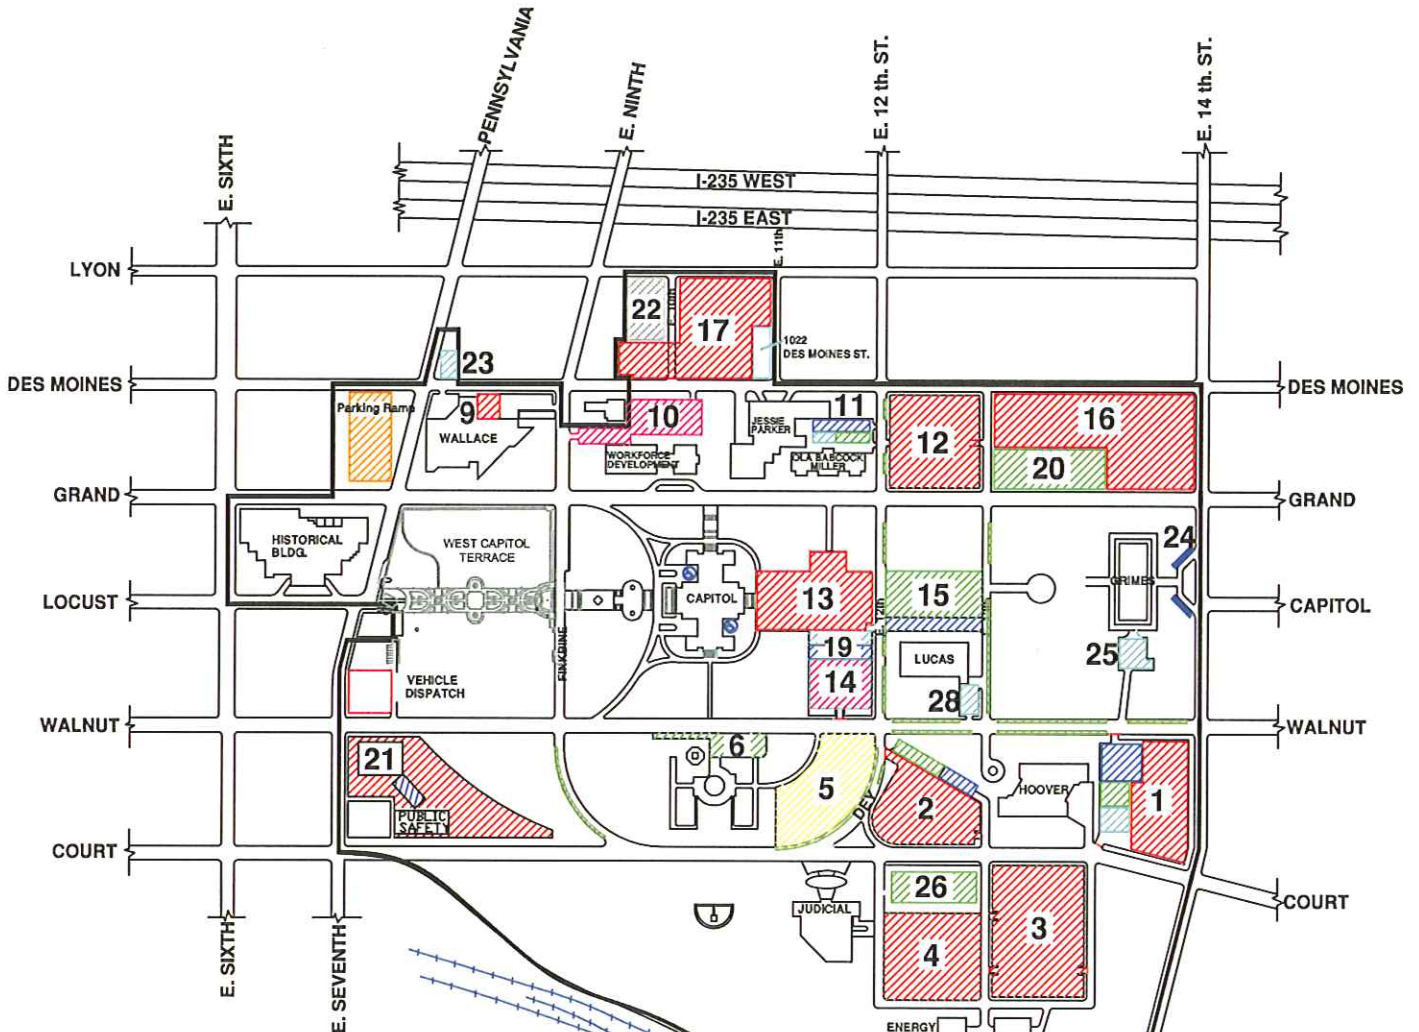 PENNSYLVANIA
E. NINTH
E. 12 th. ST.
E. 14 th. ST.
E. SIXTH
I-235 WEST
I-235 EAST
E. 11th
LYON
22
E. 10th
17
1022
DES MOINES ST.
23
DES MOINES
DES MOINES
Parking Ramp
9
WALLACE
10
JESSIE
PARKER
11
12
16
WORKFORCE
DEVELOPMENT
OLA BABCOCK
MILLER
20
GRAND
GRAND
HISTORICAL
BLDG.
WEST CAPITOL
TERRACE
24
GRIMES
LOCUST
CAPITOL
13
15
CAPITOL
E. 12th
FINKBINE
19
LUCAS
25
VEHICLE
DISPATCH
14
28
WALNUT
WALNUT
21
6
5
DEY
2
HOOVER
1
PUBLIC
SAFETY
COURT
26
COURT
JUDICIAL
4
3
E. SIXTH
E. SEVENTH
ENERGY